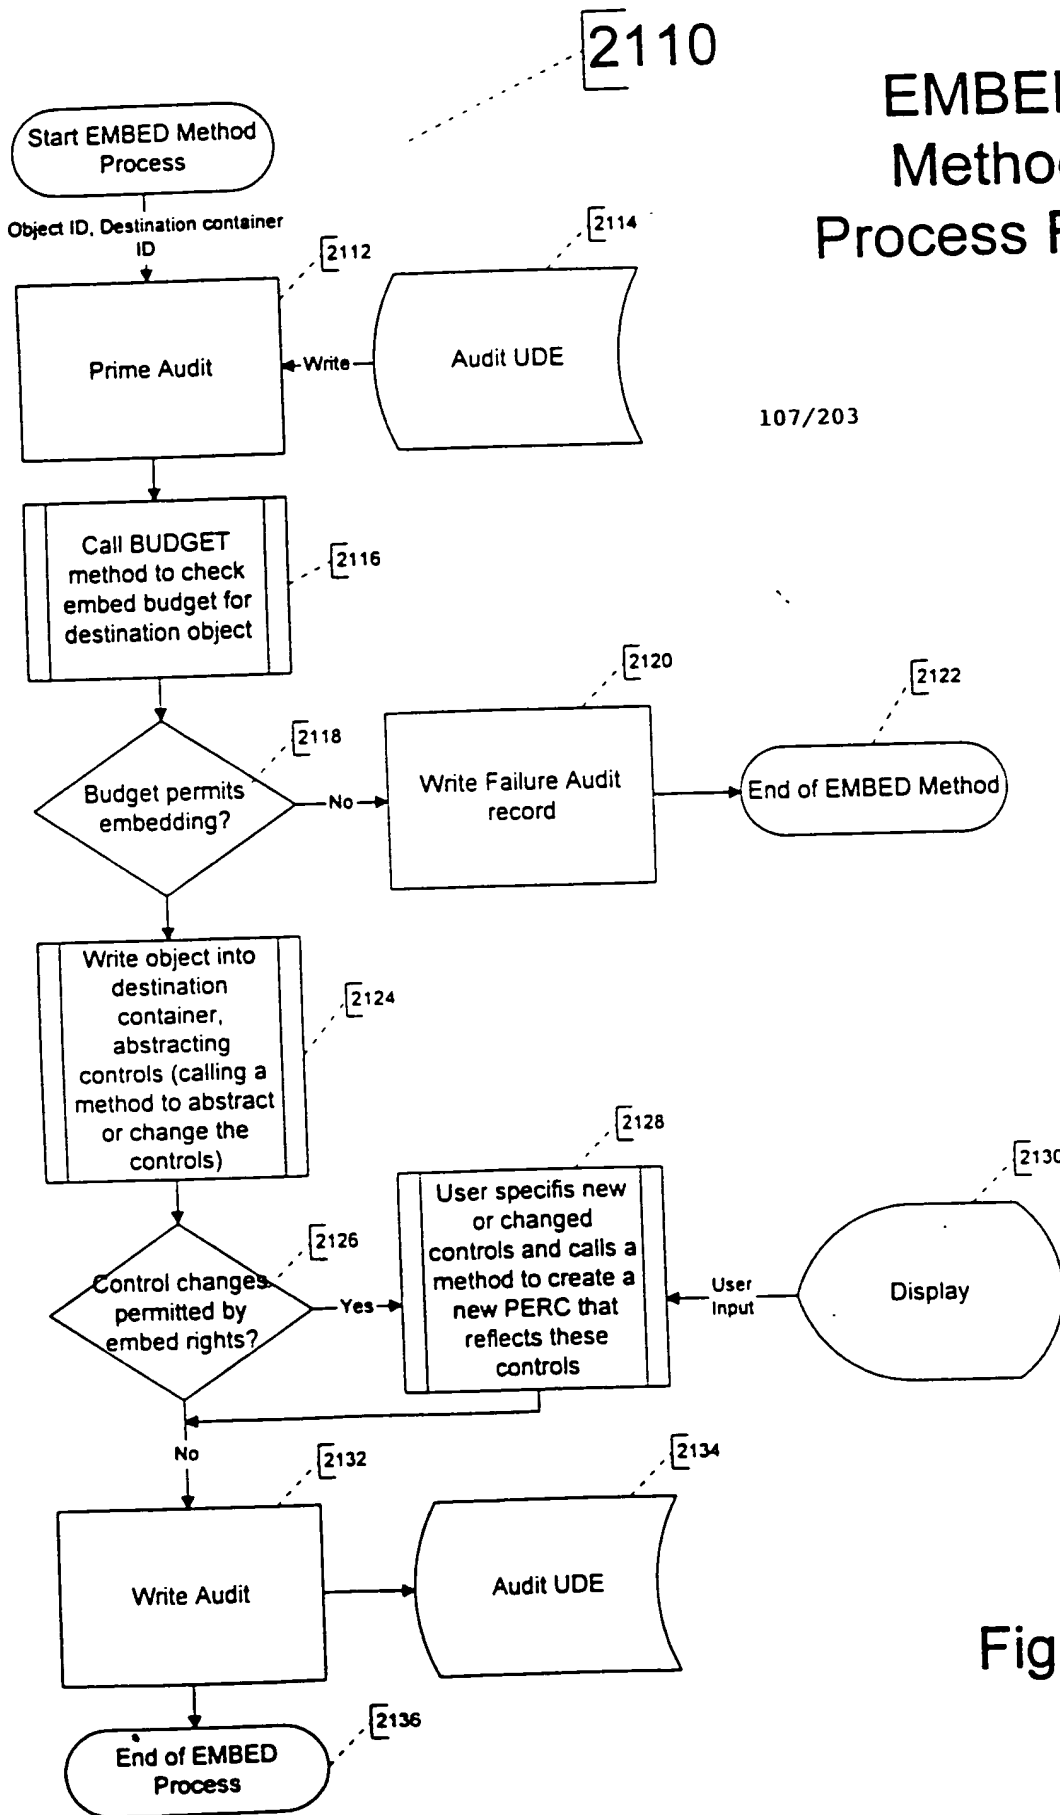 2110
EMBED
Method
Process F
Start EMBED Method
Process
Object ID, Destination container
ID
2112
2114
Prime Audit
Write
Audit UDE
107/203
Call BUDGET
method to check
embed budget for
destination object
2116
2120
2122
2118
Budget permits
embedding?
No
Write Failure Audit
record
End of EMBED Method
Write object into
destination
container,
abstracting
controls (calling a
method to abstract
or change the
controls)
2124
2128
2130
User specifis new
or changed
controls and calls a
method to create a
new PERC that
reflects these
controls
2126
Control changes
permitted by
embed rights?
Yes
User
Input
Display
No
2132
2134
Write Audit
Audit UDE
Fig
2136
End of EMBED
Process